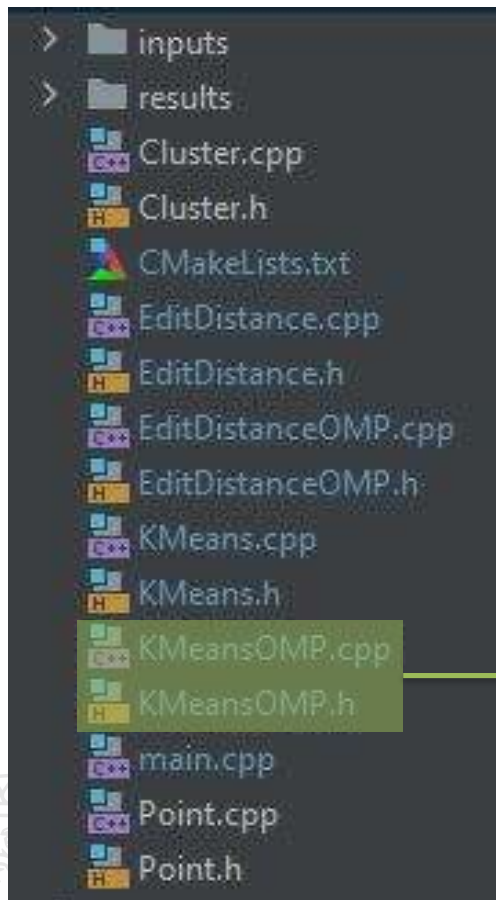 inputs
results
C++ Cluster.cpp
H Cluster.h
CMakeLists.txt
C++ EditDistance.cpp
H EditDistance.h
C++ EditDistanceOMP.cpp
H EditDistanceOMP.h
C++ KMeans.cpp
H KMeans.h
C++ KMeansOMP.cpp
H KMeansOMP.h
C++ main.cpp
C++ Point.cpp
H Point.h